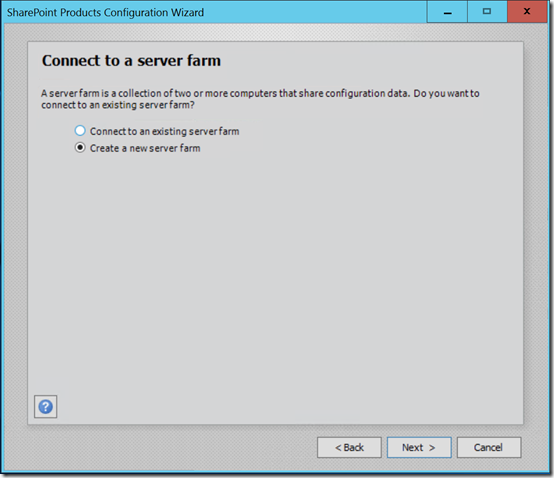 SharePoint Products Configuration Wizard
Connect to a server farm
A server farm is a collection of two or more computers that share configuration data. Do you want to
connect to an existing server farm?
Connect to an existing server farm
Create a new server farm
?
< Back
Next >
Cancel